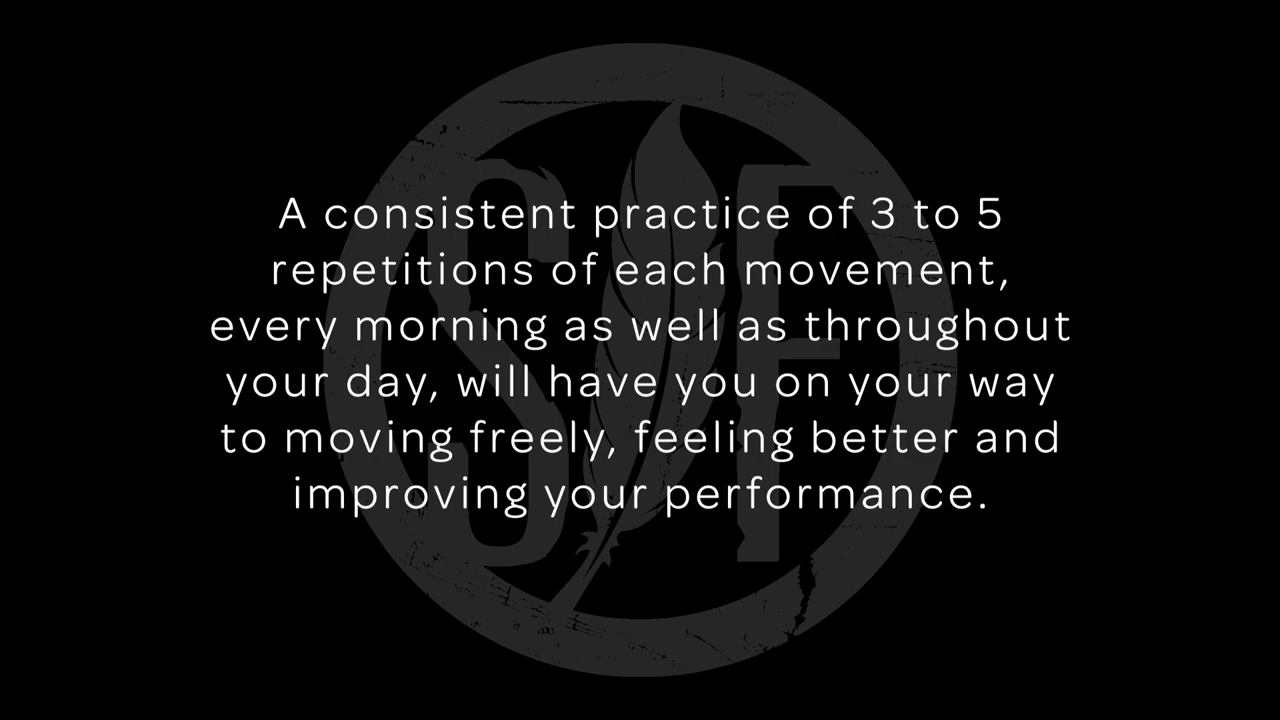 A consistent practice of 3 to 5
repetitions of each movement,
every morning as well as throughout
your day, will have you on your way
to moving freely, feeling better and
improving your performance.
S F